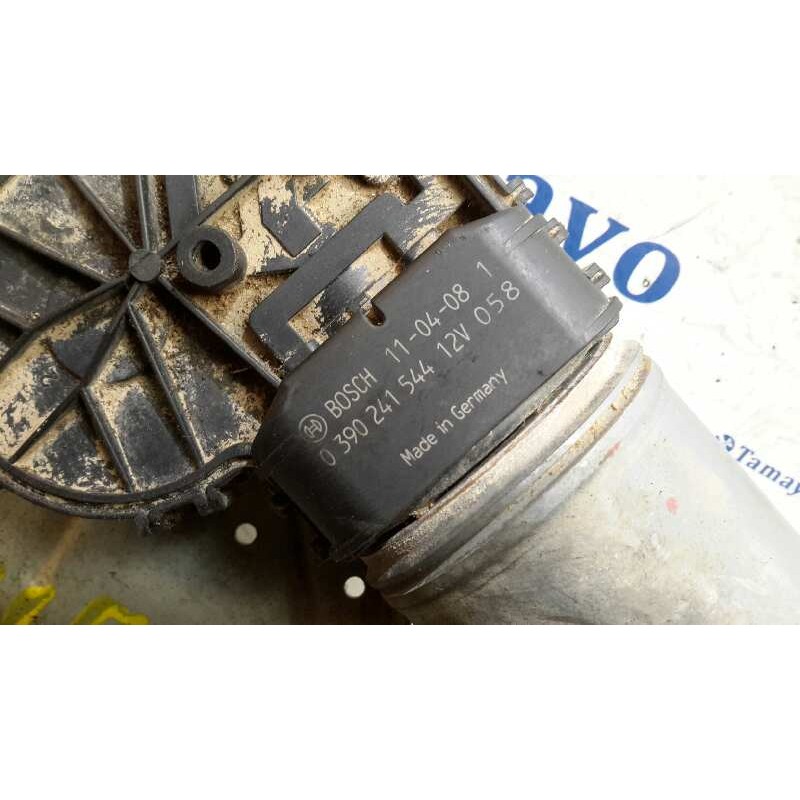 BOSCH 11-04-08 1
0 390 241 544 12V 058
Made in Germany
avo
Tamay